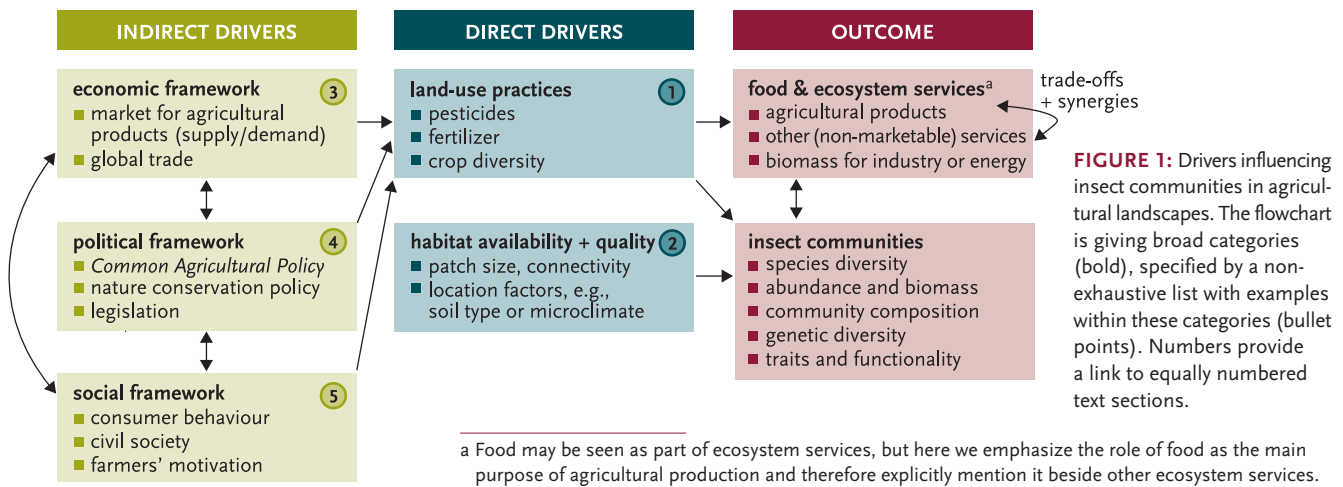 INDIRECT DRIVERS
DIRECT DRIVERS
OUTCOME
economic framework 3
■ market for agricultural
products (supply/demand)
■ global trade
political framework 4
■ Common Agricultural Policy
■ nature conservation policy
■ legislation
social framework 5
■ consumer behaviour
■ civil society
■ farmers' motivation
land-use practices 1
■ pesticides
■ fertilizer
■ crop diversity
habitat availability + quality 2
■ patch size, connectivity
■ location factors, e.g.,
soil type or microclimate
food & ecosystem servicesᵃ
■ agricultural products
■ other (non-marketable) services
■ biomass for industry or energy
insect communities
■ species diversity
■ abundance and biomass
■ community composition
■ genetic diversity
■ traits and functionality
trade-offs
+ synergies
FIGURE 1: Drivers influencing
insect communities in agricul-
tural landscapes. The flowchart
is giving broad categories
(bold), specified by a non-
exhaustive list with examples
within these categories (bullet
points). Numbers provide
a link to equally numbered
text sections.
a Food may be seen as part of ecosystem services, but here we emphasize the role of food as the main
purpose of agricultural production and therefore explicitly mention it beside other ecosystem services.